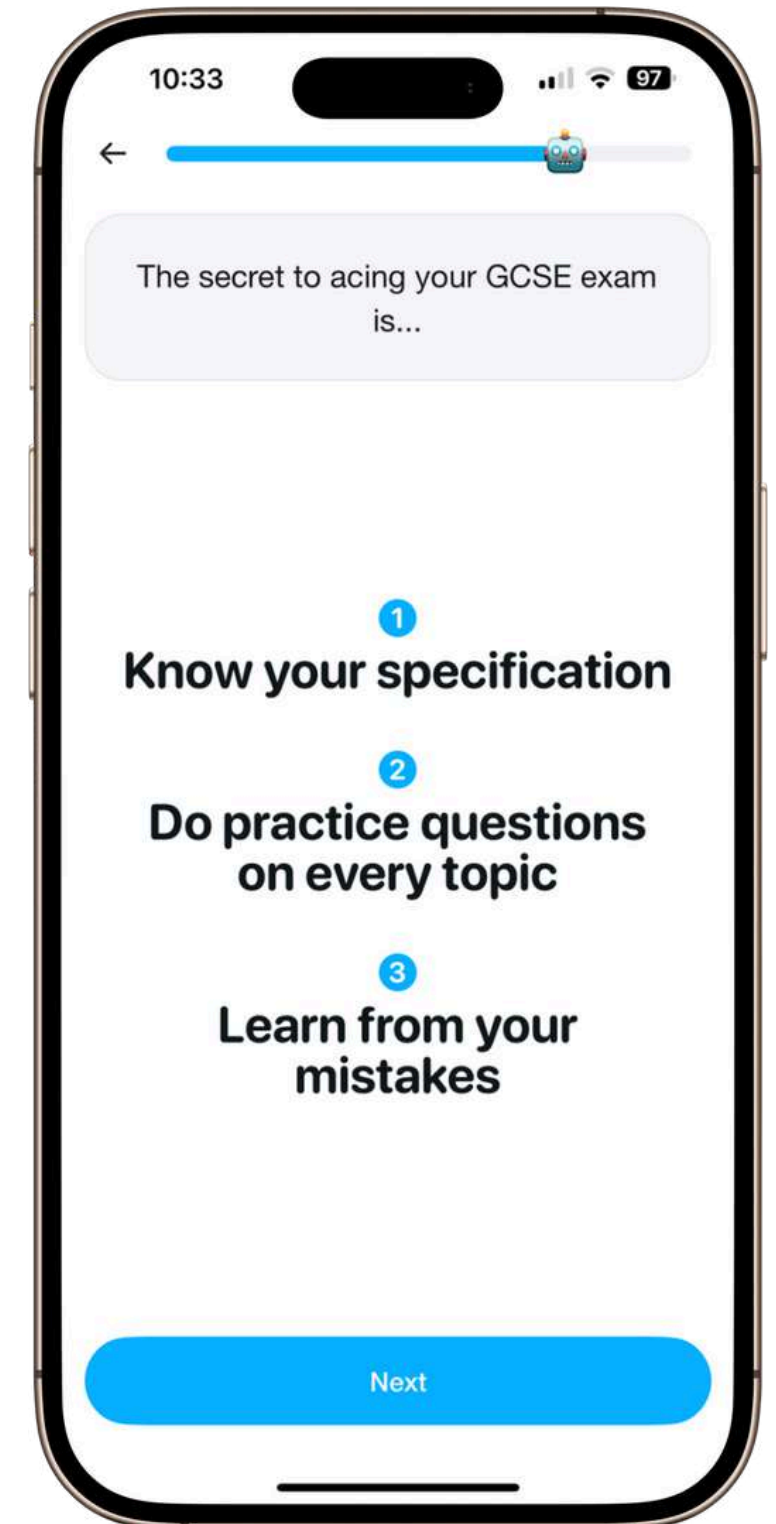 10:33
97
The secret to acing your GCSE exam
is...
1
Know your specification
2
Do practice questions
on every topic
3
Learn from your
mistakes
Next